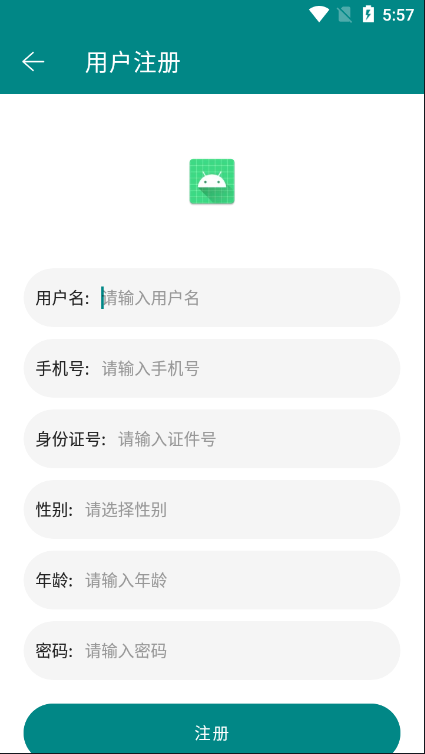 5:57
用户注册
用户名: 请输入用户名
手机号: 请输入手机号
身份证号: 请输入证件号
性别: 请选择性别
年龄: 请输入年龄
密码: 请输入密码
注册